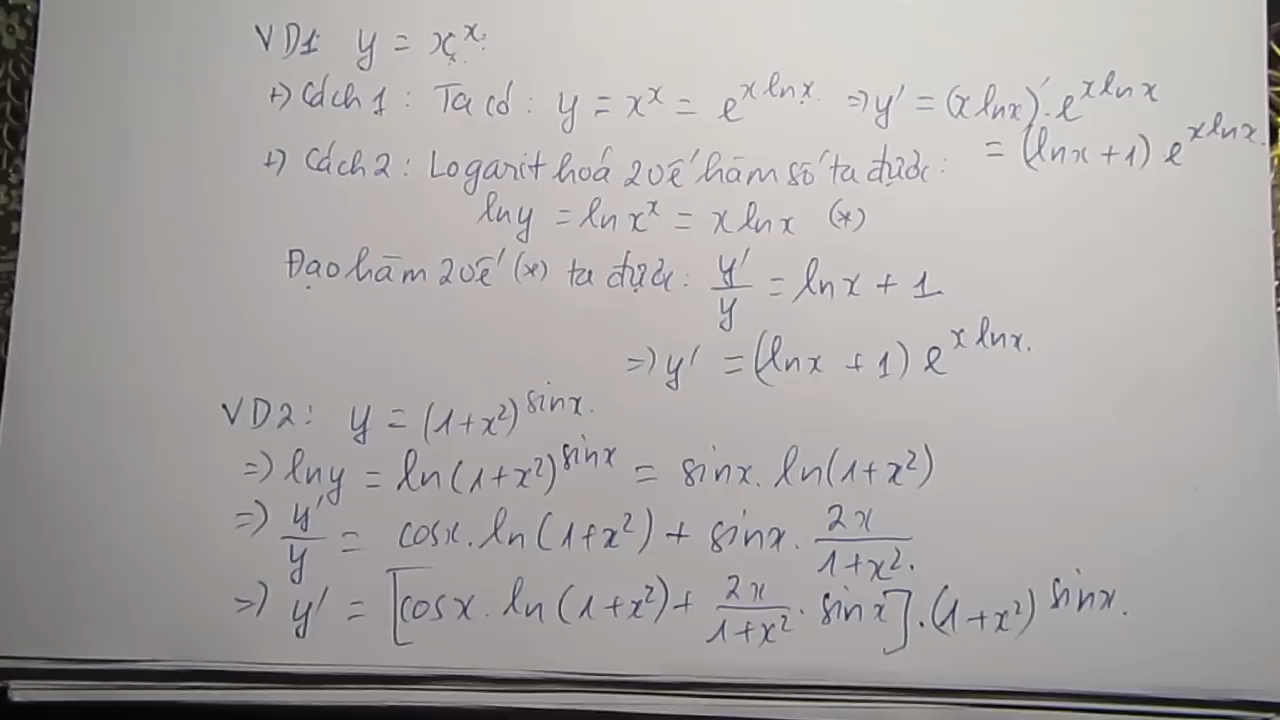 VD1: y = xˣ.
+) Cách 1 : Ta có : y = xˣ = e^{x ln x}. => y' = (x ln x)'. e^{x ln x}
= (ln x + 1) e^{x ln x}.
+) Cách 2 : Logarit hoá 2 vế hàm số ta được :
ln y = ln xˣ = x ln x (*)
Đạo hàm 2 vế (*) ta được : y'/y = ln x + 1
=> y' = (ln x + 1) e^{x ln x}.
VD2: y = (1+x²)^{sin x}.
=> ln y = ln (1+x²)^{sin x} = sin x. ln(1+x²)
=> y'/y = cos x. ln(1+x²) + sin x. 2x/(1+x²).
=> y' = [cos x. ln(1+x²) + 2x/(1+x²) . sin x] . (1+x²)^{sin x}.